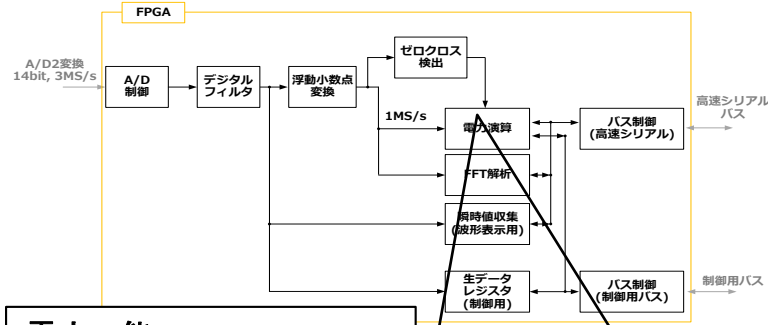 FPGA
A/D2変換
14bit, 3MS/s
A/D
制御
デジタル
フィルタ
浮動小数点
変換
ゼロクロス
検出
1MS/s
電力演算
FFT解析
瞬時値収集
(波形表示用)
生データ
レジスタ
(制御用)
バス制御
(高速シリアル)
高速シリアル
バス
バス制御
(制御用バス)
制御用バス